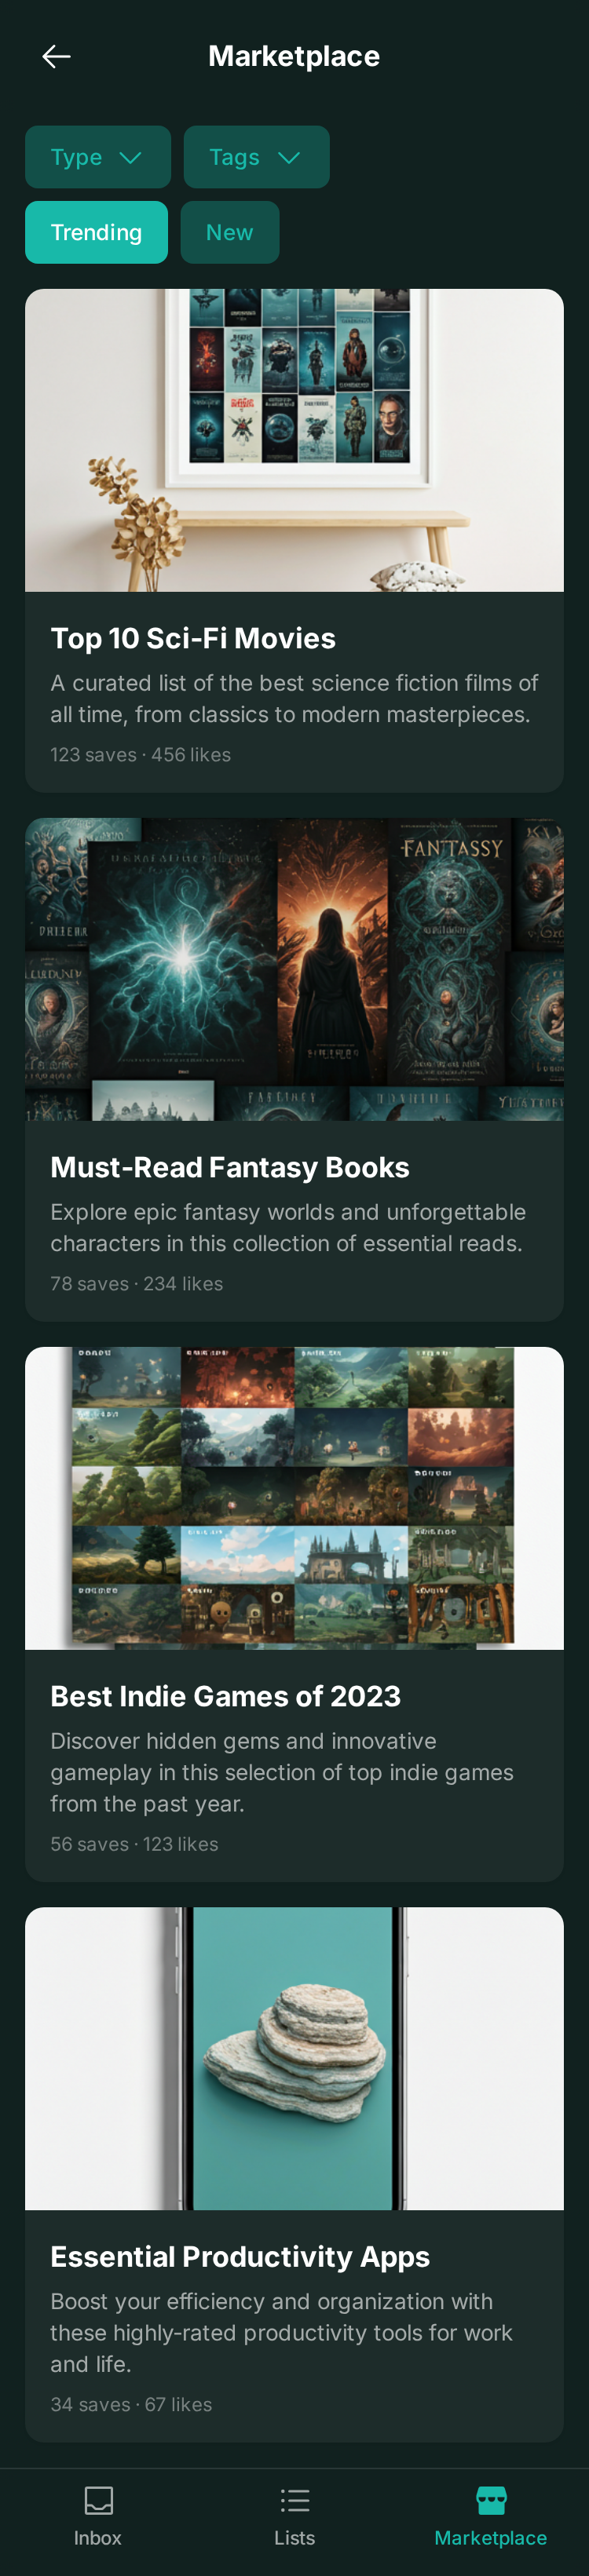 Marketplace
Type
Tags
Trending
New
Top 10 Sci-Fi Movies
A curated list of the best science fiction films of
all time, from classics to modern masterpieces.
123 saves · 456 likes
FANTASSY
Must-Read Fantasy Books
Explore epic fantasy worlds and unforgettable
characters in this collection of essential reads.
78 saves · 234 likes
Best Indie Games of 2023
Discover hidden gems and innovative
gameplay in this selection of top indie games
from the past year.
56 saves · 123 likes
Essential Productivity Apps
Boost your efficiency and organization with
these highly-rated productivity tools for work
and life.
34 saves · 67 likes
Inbox
Lists
Marketplace